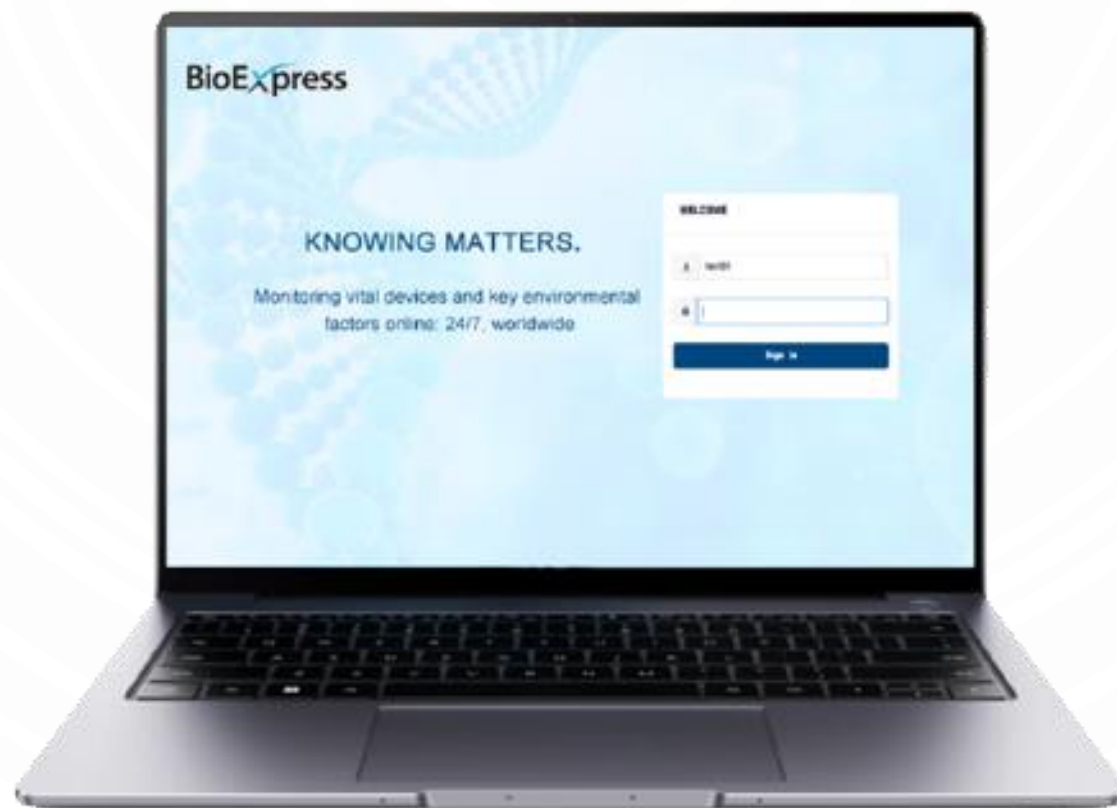 BioExpress
KNOWING MATTERS.
Monitoring vital devices and key environmental
factors online; 24/7, worldwide
WELCOME
Sign in